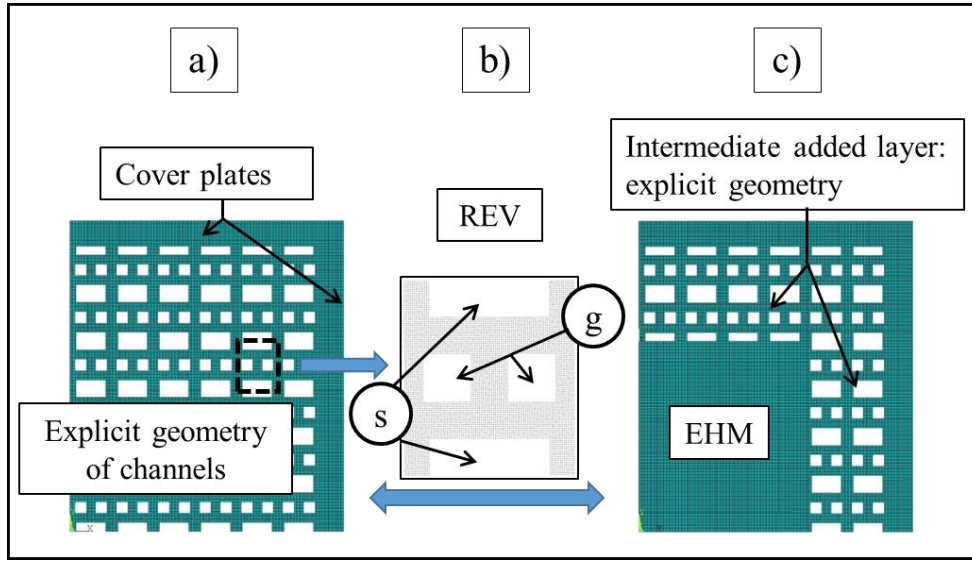 a)
b)
c)
Cover plates
Intermediate added layer:
explicit geometry
REV
g
s
Explicit geometry
of channels
EHM
X
X